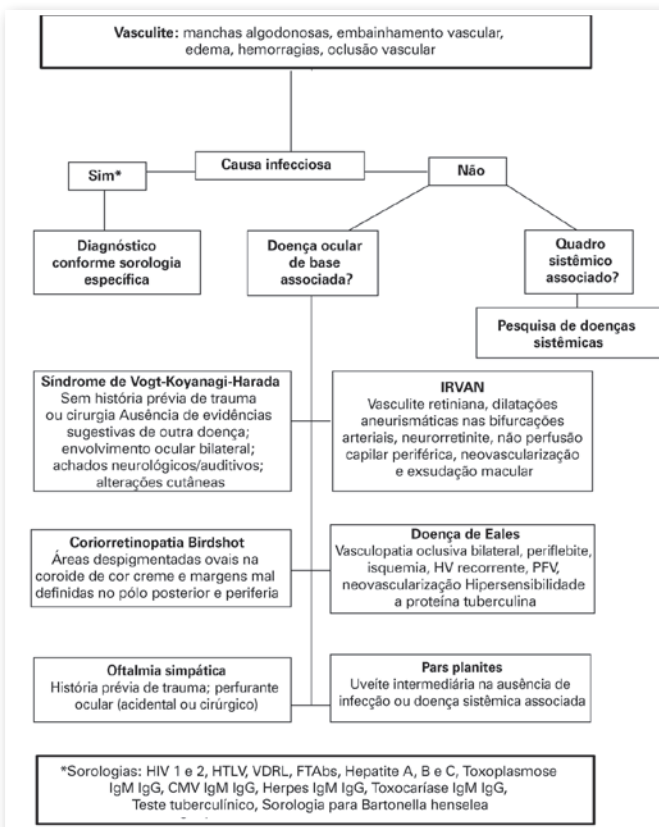 Vasculite: manchas algodonosas, embainhamento vascular,
edema, hemorragias, oclusão vascular
Causa infecciosa
Sim*
Não
Diagnóstico
conforme sorologia
específica
Doença ocular
de base
associada?
Quadro
sistêmico
associado?
Pesquisa de doenças
sistêmicas
Síndrome de Vogt-Koyanagi-Harada
Sem história prévia de trauma
ou cirurgia Ausência de evidências
sugestivas de outra doença;
envolvimento ocular bilateral;
achados neurológicos/auditivos;
alterações cutâneas
IRVAN
Vasculite retiniana, dilatações
aneurismáticas nas bifurcações
arteriais, neurorretinite, não perfusão
capilar periférica, neovascularização
e exsudação macular
Coriorretinopatia Birdshot
Áreas despigmentadas ovais na
coroide de cor creme e margens mal
definidas no pólo posterior e periferia
Doença de Eales
Vasculopatia oclusiva bilateral, periflebite,
isquemia, HV recorrente, PFV,
neovascularização Hipersensibilidade
a proteína tuberculina
Oftalmia simpática
História prévia de trauma; perfurante
ocular (acidental ou cirúrgico)
Pars planites
Uveíte intermediária na ausência de
infecção ou doença sistêmica associada
*Sorologias: HIV 1 e 2, HTLV, VDRL, FTAbs, Hepatite A, B e C, Toxoplasmose
IgM IgG, CMV IgM IgG, Herpes IgM IgG, Toxocaríase IgM IgG,
Teste tuberculínico, Sorologia para Bartonella henselea